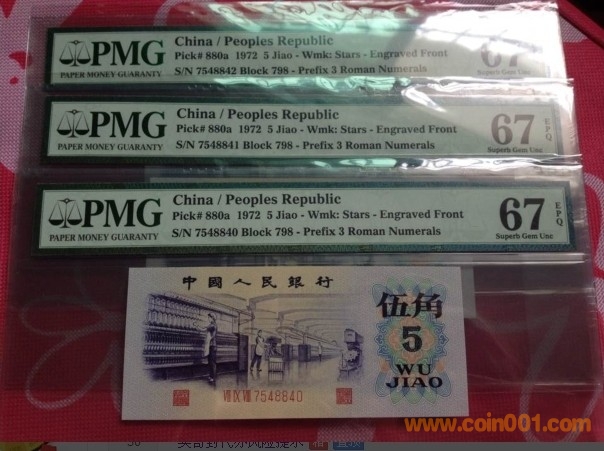 PMG
PAPER MONEY GUARANTY
China / Peoples Republic
Pick# 880a 1972 5 Jiao - Wmk: Stars - Engraved Front
S/N 7548842 Block 798 - Prefix 3 Roman Numerals
67
Superb Gem Unc
PMG
PAPER MONEY GUARANTY
China / Peoples Republic
Pick# 880a 1972 5 Jiao - Wmk: Stars - Engraved Front
S/N 7548841 Block 798 - Prefix 3 Roman Numerals
67
EPQ
Superb Gem Unc
PMG
PAPER MONEY GUARANTY
China / Peoples Republic
Pick# 880a 1972 5 Jiao - Wmk: Stars - Engraved Front
S/N 7548840 Block 798 - Prefix 3 Roman Numerals
67
EPQ
Superb Gem Unc
中國人民銀行
伍角
5
WU
JIAO
VII IX VIII 7548840
www.coin001.com